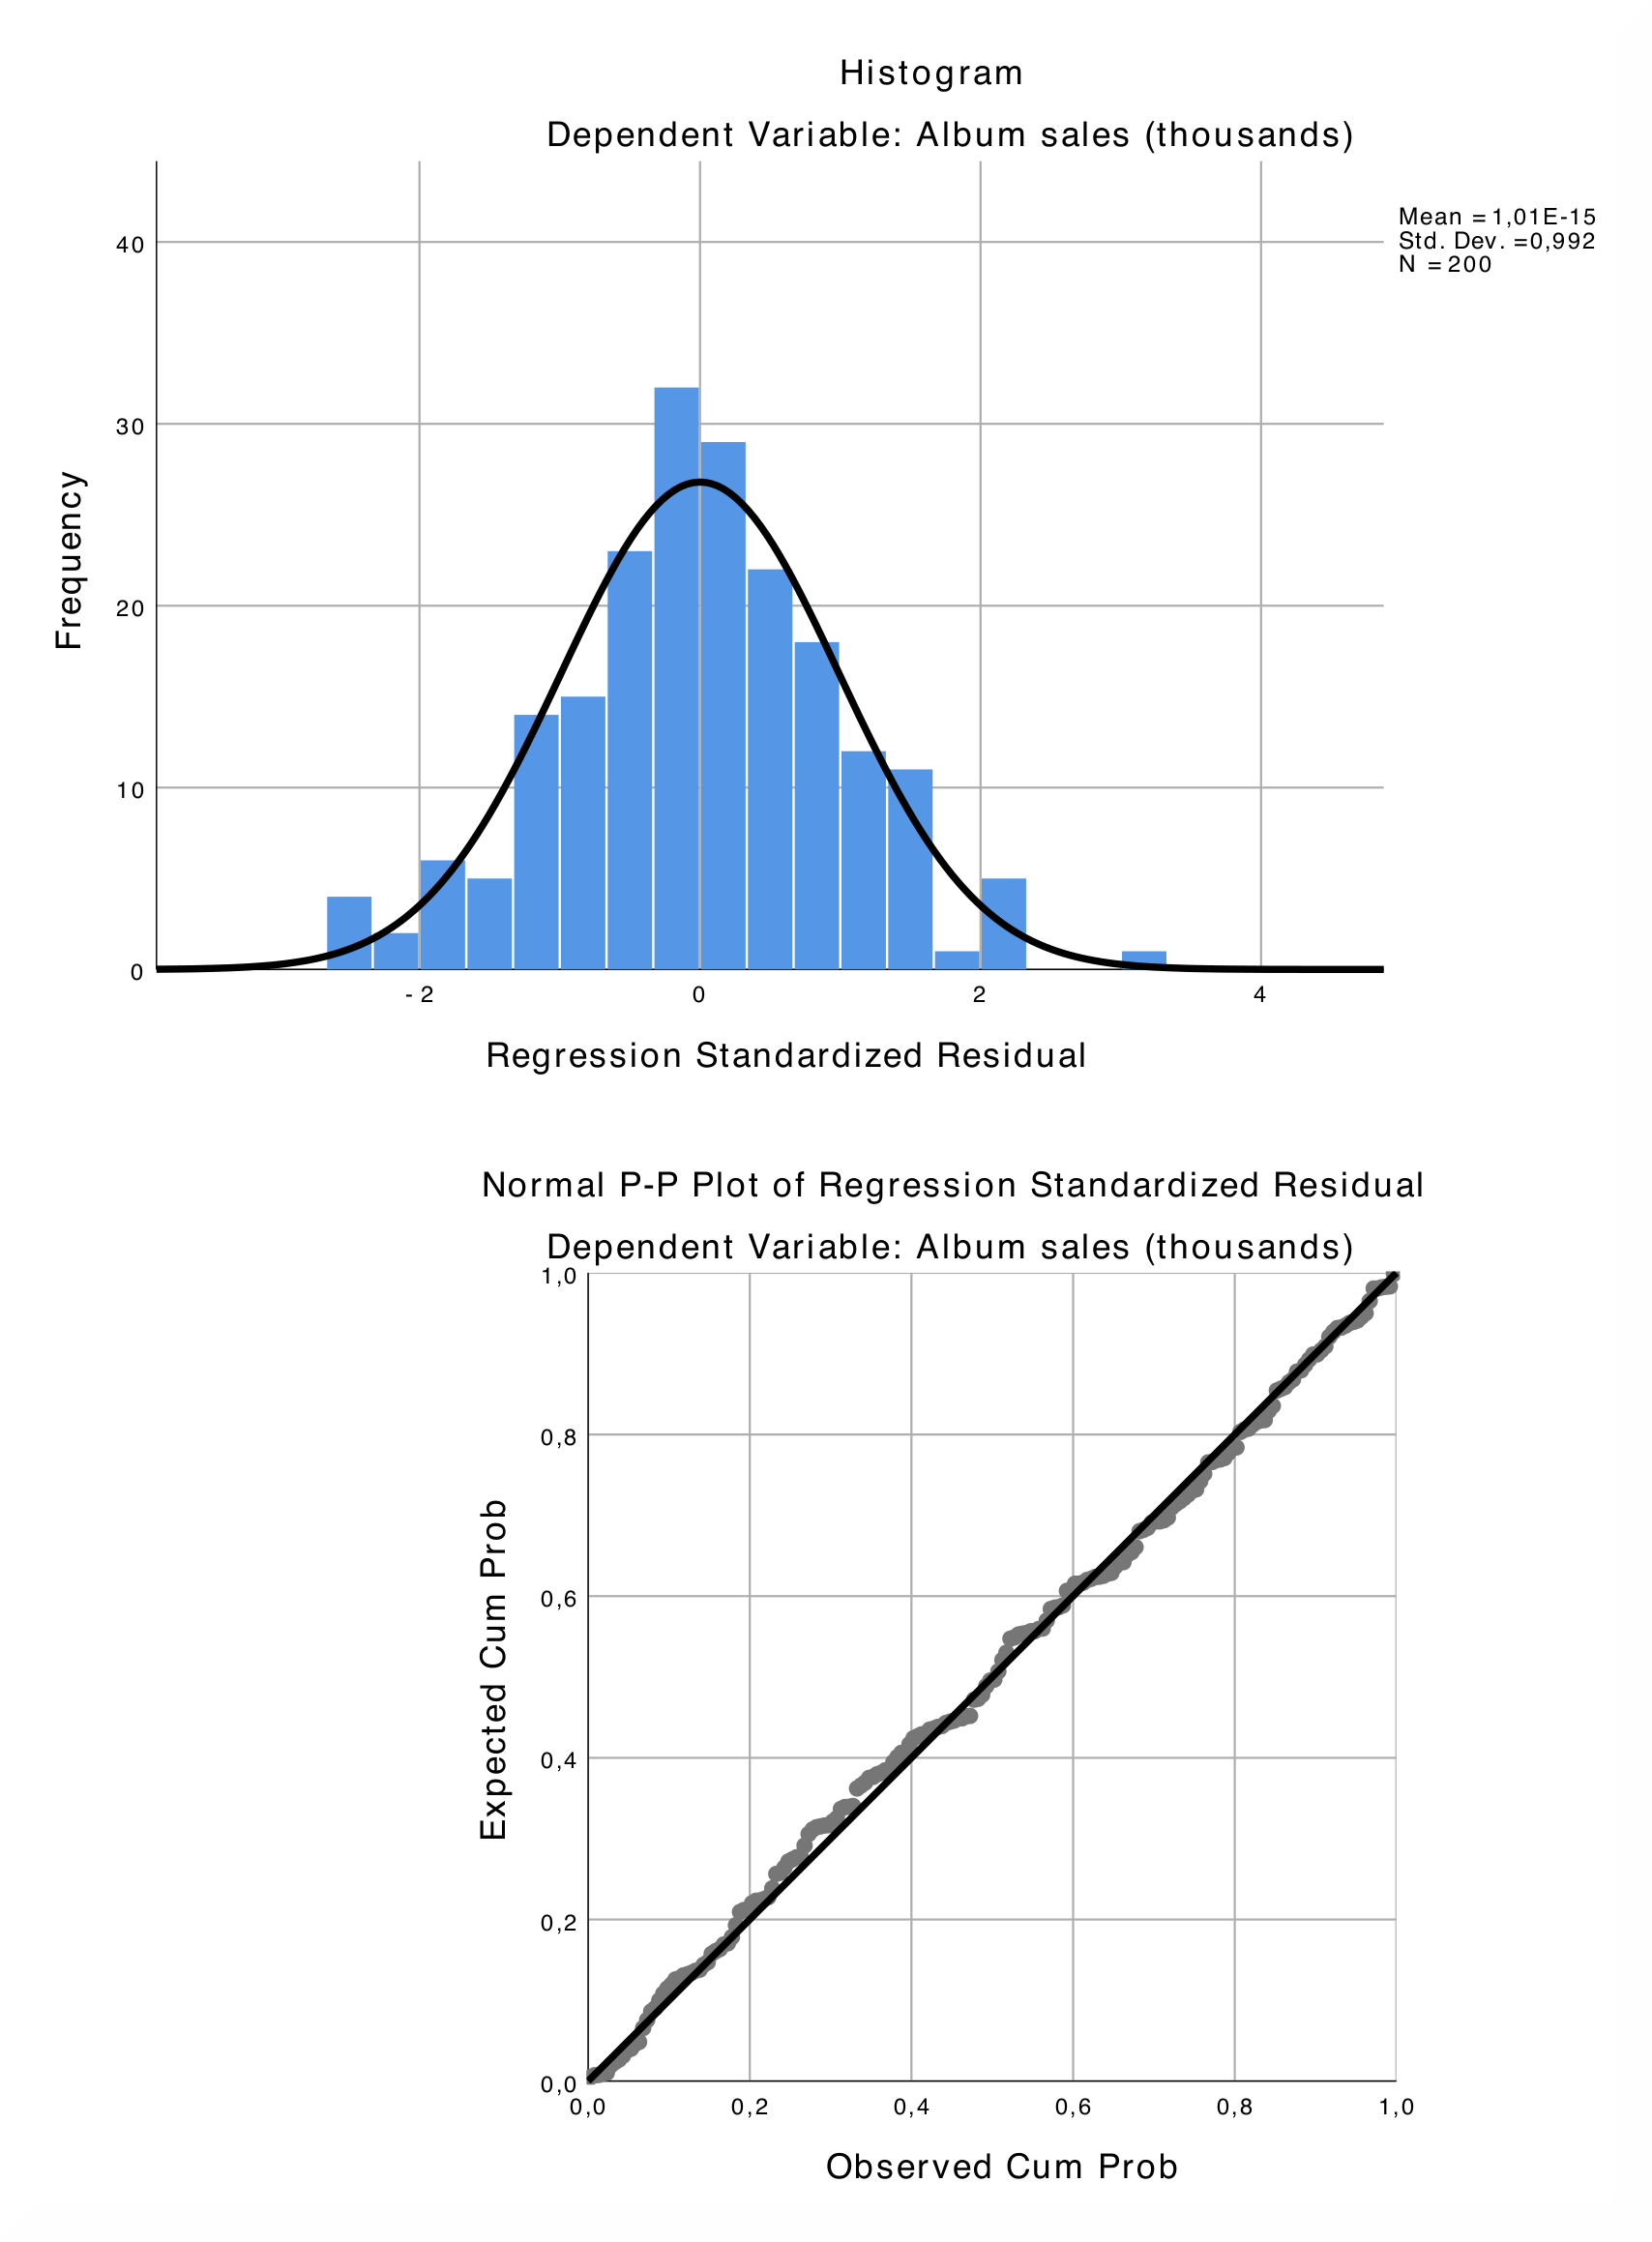 Histogram
Dependent Variable: Album sales (thousands)
Mean =1,01E-15
Std. Dev. =0,992
N =200
40
30
20
10
0
Frequency
-2 0 2 4
Regression Standardized Residual
Normal P-P Plot of Regression Standardized Residual
Dependent Variable: Album sales (thousands)
1,0
0,8
0,6
0,4
0,2
0,0
Expected Cum Prob
0,0 0,2 0,4 0,6 0,8 1,0
Observed Cum Prob